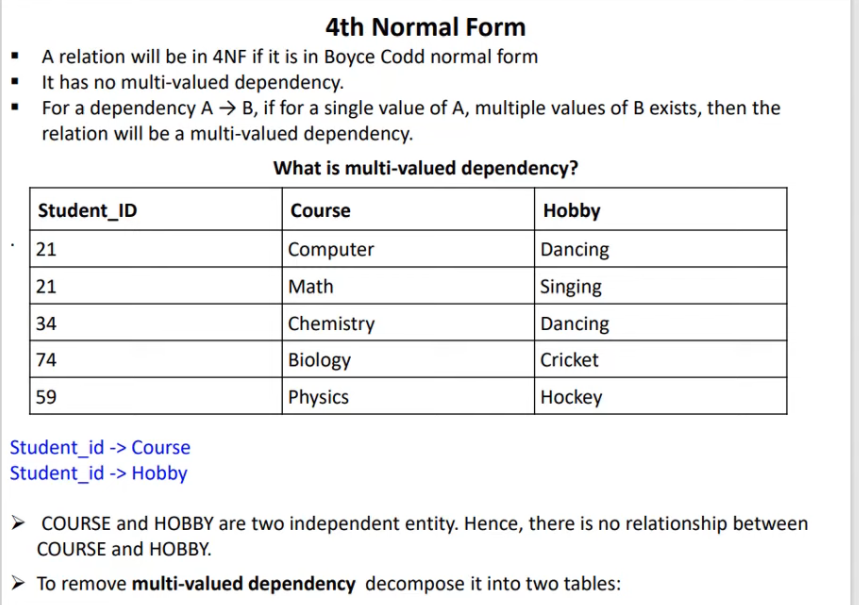 4th Normal Form
▪ A relation will be in 4NF if it is in Boyce Codd normal form
▪ It has no multi-valued dependency.
▪ For a dependency A → B, if for a single value of A, multiple values of B exists, then the
relation will be a multi-valued dependency.
What is multi-valued dependency?
Student_ID Course Hobby
21 Computer Dancing
21 Math Singing
34 Chemistry Dancing
74 Biology Cricket
59 Physics Hockey
Student_id -> Course
Student_id -> Hobby
➢ COURSE and HOBBY are two independent entity. Hence, there is no relationship between
COURSE and HOBBY.
➢ To remove multi-valued dependency decompose it into two tables: